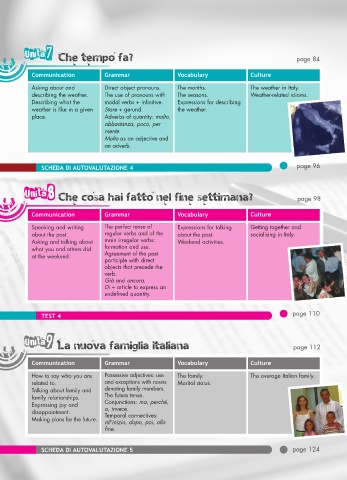 Unità 7 Che tempo fa? page 84
Communication Grammar Vocabulary Culture
Asking and about and
describing the weather.
Describing what the
weather is like in a given
place.
Direct object pronouns.
The use of pronouns with
modal verbs + infinitive.
Stare + gerund.
Adverbs of quantity: molto,
abbastanza, poco, per
niente.
Molto as an adjective and
an adverb.
The months.
The seasons.
Expressions for describing
the weather.
The weather in Italy.
Weather-related idioms.
SCHEDA DI AUTOVALUTAZIONE 4 page 96
Unità 8 Che cosa hai fatto nel fine settimana? page 98
Communication Grammar Vocabulary Culture
Speaking and writing
about the past.
Asking and talking about
what you and others did
at the weekend.
The perfect tense of
regular verbs and of the
main irregular verbs:
formation and use.
Agreement of the past
participle with direct
objects that precede the
verb.
Già and ancora.
Di + article to express an
undefined quantity.
Expressions for talking
about the past.
Weekend activities.
Getting together and
socialising in Italy.
TEST 4 page 110
Unità 9 La nuova famiglia italiana page 112
Communication Grammar Vocabulary Culture
How to say who you are
related to.
Talking about family and
family relationships.
Expressing joy and
disappointment.
Making plans for the future.
Possessive adjectives: use
and exceptions with nouns
denoting family members.
The future tense.
Conjunctions: ma, perché,
o, invece.
Temporal connectives:
all'inizio, dopo, poi, alla
fine.
The family.
Marital status.
The average Italian family
SCHEDA DI AUTOVALUTAZIONE 5 page 124